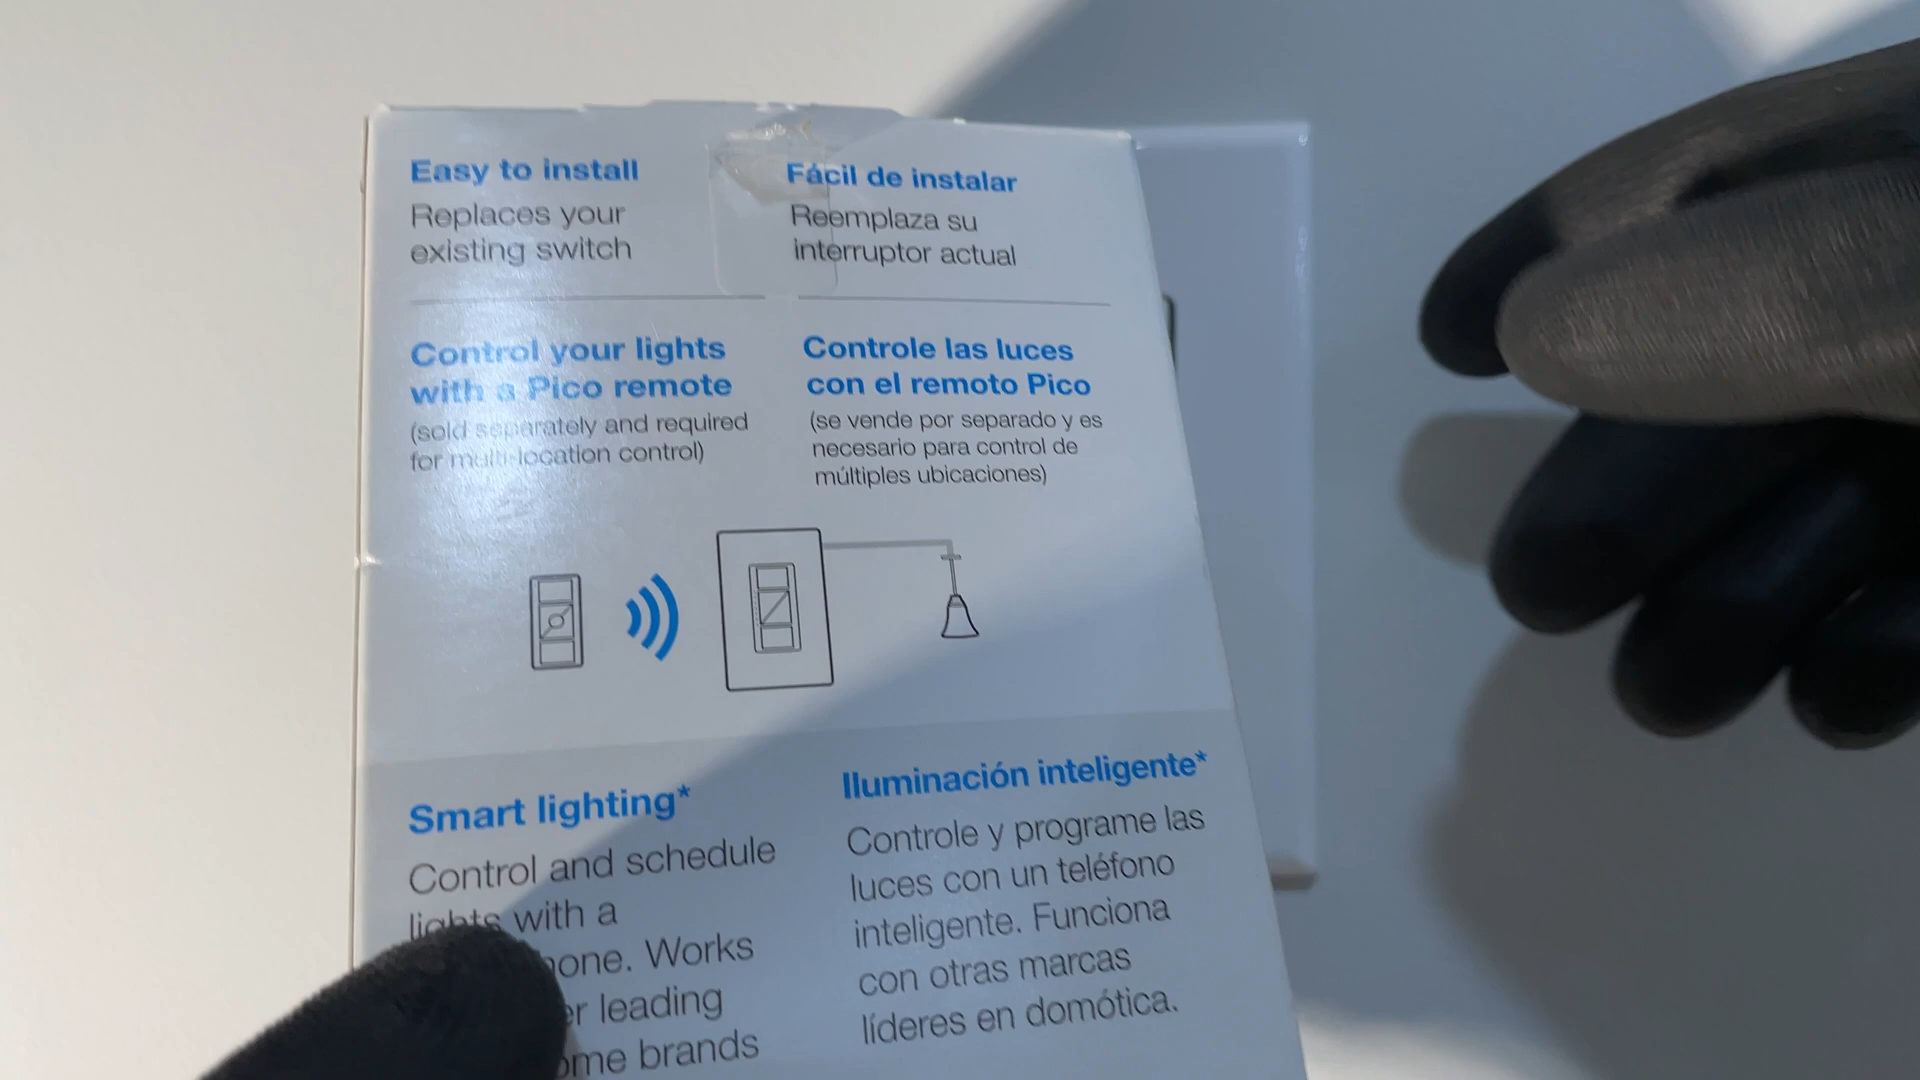 Easy to install
Replaces your
existing switch
Control your lights
with a Pico remote
(sold separately and required
for multi-location control)
Smart lighting*
Control and schedule
lights with a
Works
leading
brands
Fácil de instalar
Reemplaza su
interruptor actual
Controle las luces
con el remoto Pico
(se vende por separado y es
necesario para control de
múltiples ubicaciones)
Iluminación inteligente*
Controle y programe las
luces con un teléfono
inteligente. Funciona
con otras marcas
líderes en domótica.